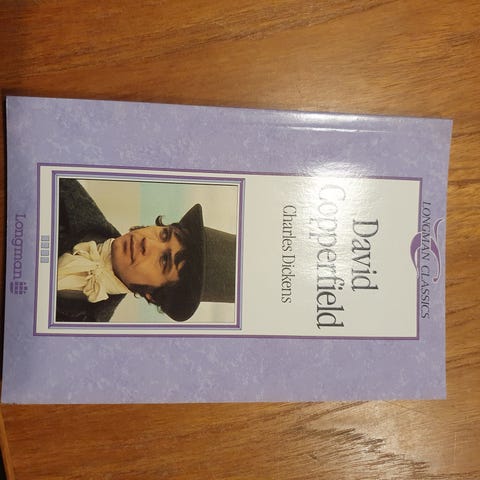 LONGMAN CLASSICS
David
Copperfield
Charles Dickens
Longman